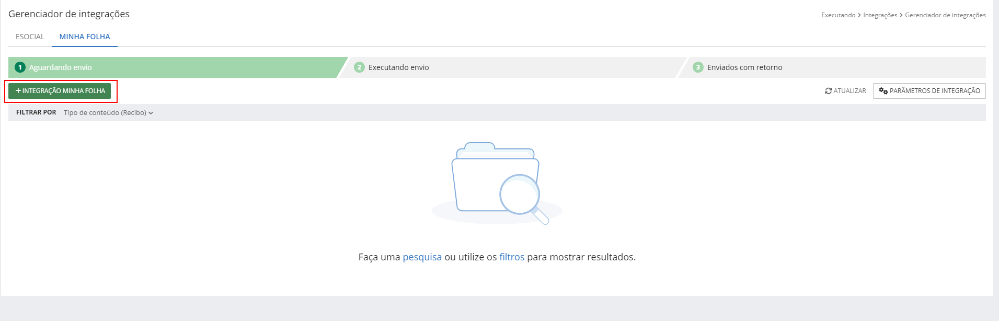 Gerenciador de integrações
Executando > Integrações > Gerenciador de integrações
ESOCIAL MINHA FOLHA
1 Aguardando envio
2 Executando envio
3 Enviados com retorno
+ INTEGRAÇÃO MINHA FOLHA
ATUALIZAR
PARÂMETROS DE INTEGRAÇÃO
FILTRAR POR Tipo de conteúdo (Recibo)
Faça uma pesquisa ou utilize os filtros para mostrar resultados.